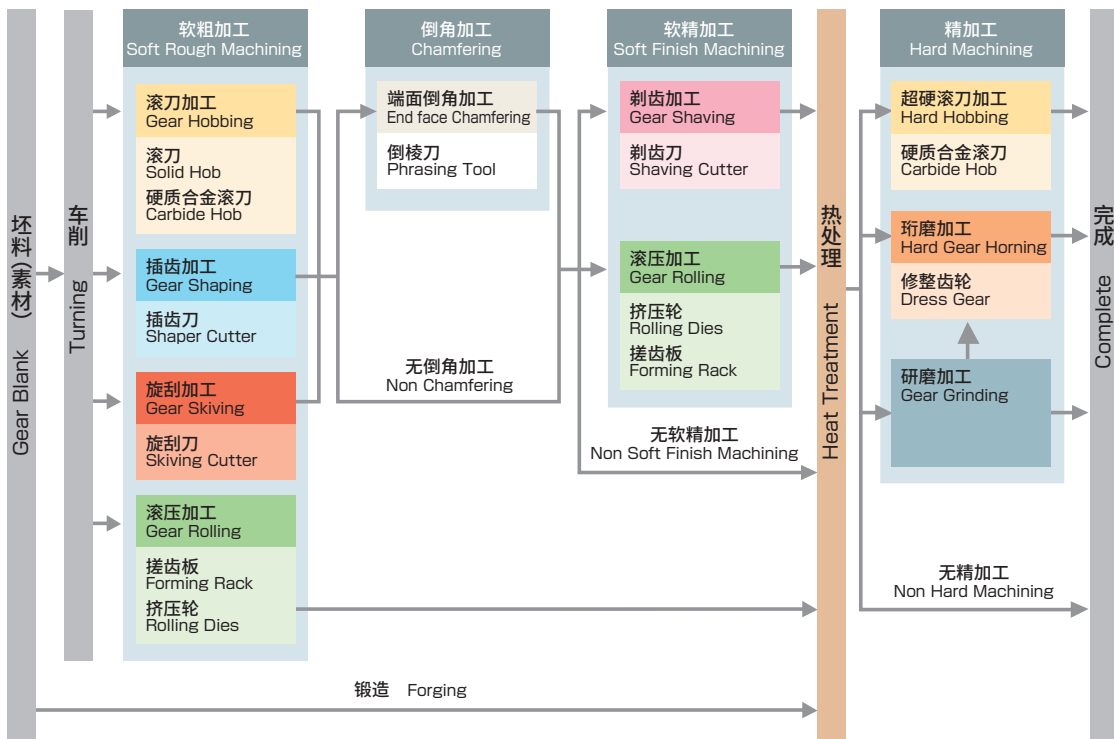 坯料)素材)
Gear Blank
车削
Turning
软粗加工
Soft Rough Machining
滚刀加工
Gear Hobbing
滚刀
Solid Hob
硬质合金滚刀
Carbide Hob
插齿加工
Gear Shaping
插齿刀
Shaper Cutter
旋刮加工
Gear Skiving
旋刮刀
Skiving Cutter
滚压加工
Gear Rolling
搓齿板
Forming Rack
挤压轮
Rolling Dies
倒角加工
Chamfering
端面倒角加工
End face Chamfering
倒棱刀
Phrasing Tool
无倒角加工
Non Chamfering
软精加工
Soft Finish Machining
剃齿加工
Gear Shaving
剃齿刀
Shaving Cutter
滚压加工
Gear Rolling
挤压轮
Rolling Dies
搓齿板
Forming Rack
无软精加工
Non Soft Finish Machining
锻造 Forging
热处理
Heat Treatment
精加工
Hard Machining
超硬滚刀加工
Hard Hobbing
硬质合金滚刀
Carbide Hob
珩磨加工
Hard Gear Horning
修整齿轮
Dress Gear
研磨加工
Gear Grinding
无精加工
Non Hard Machining
完成
Complete